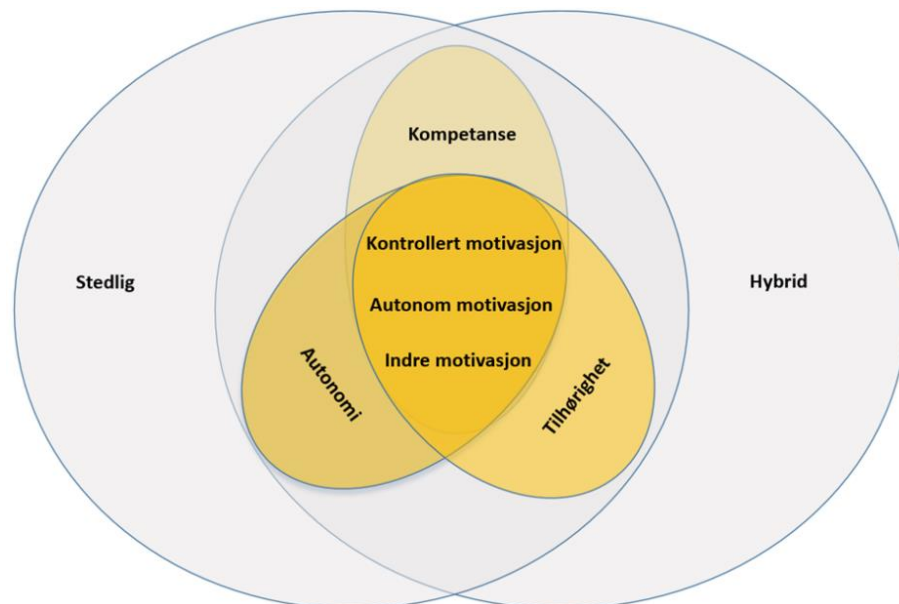 Kompetanse
Kontrollert motivasjon
Stedlig
Hybrid
Autonom motivasjon
Indre motivasjon
Autonomi
Tilhørighet